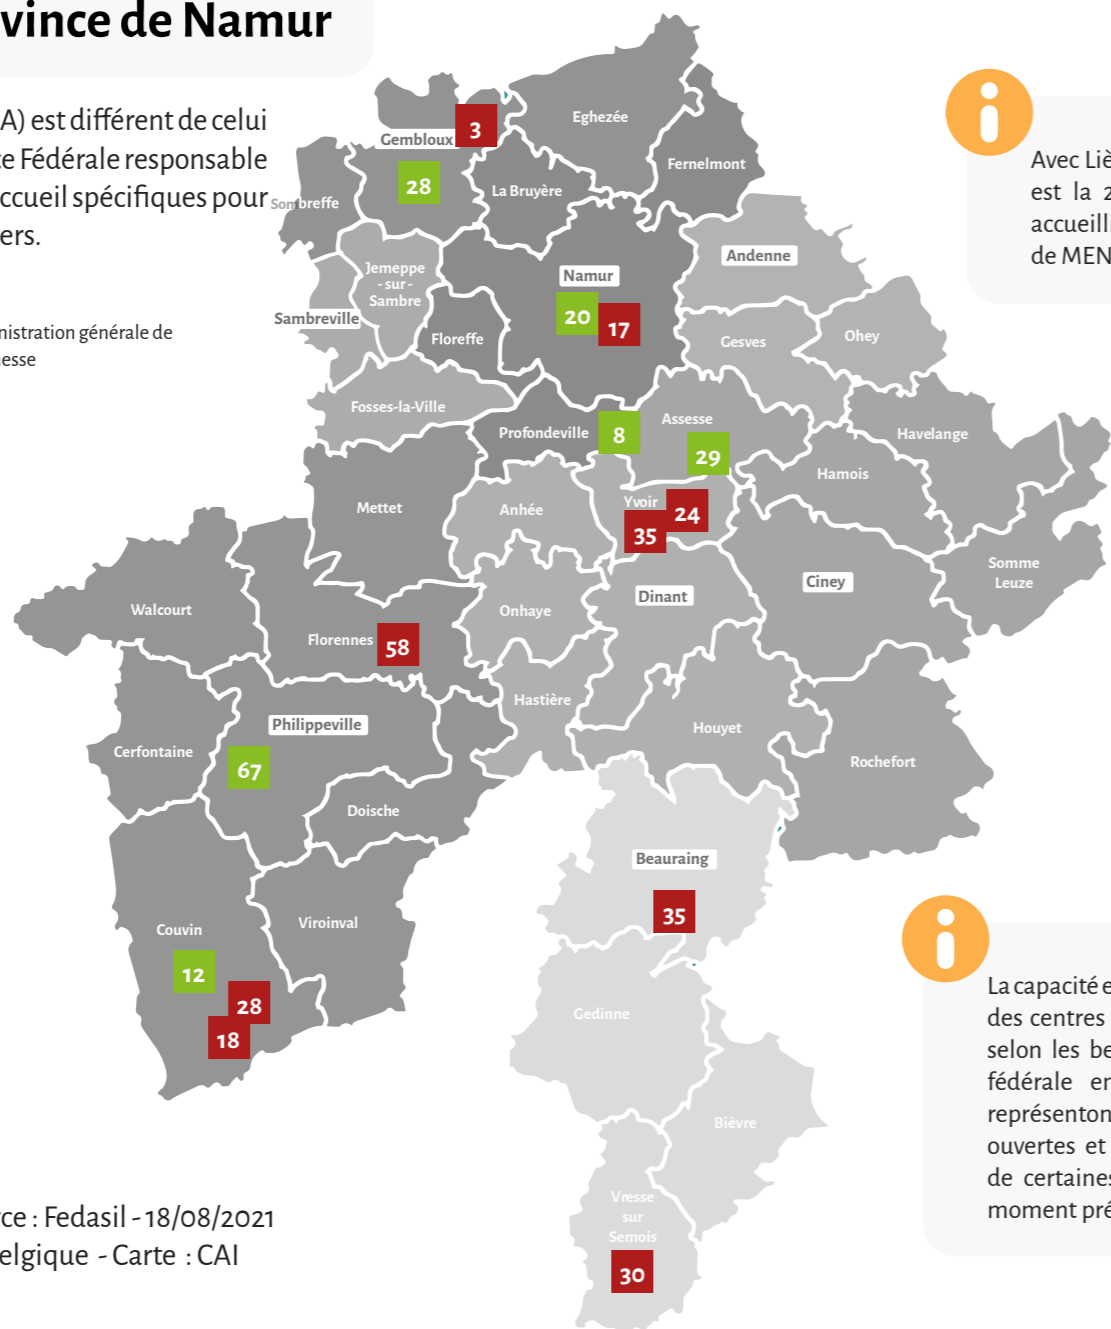 vince de Namur
A) est différent de celui
ce Fédérale responsable
ccueil spécifiques pour
ers.
nistration générale de
esse
Eghezée
Gembloux
3
Fernelmont
28
La Bruyère
Sombreffe
Andenne
Jemeppe
-sur-
Sambre
Namur
20
17
Sambreville
Floreffe
Gesves
Ohey
Fosses-la-Ville
Profondeville
8
Assesse
29
Havelange
Hamois
Mettet
Anhée
Yvoir
24
35
Somme
Leuze
Ciney
Dinant
Walcourt
Onhaye
Florennes
58
Hastière
Philippeville
Houyet
Cerfontaine
67
Rochefort
Doische
Beauraing
35
Couvin
Viroinval
12
28
18
Gedinne
Bièvre
Vresse
sur
Semois
30
Avec Liè
est la 2
accueilli
de MEN
La capacité e
des centres
selon les be
fédérale en
représenton
ouvertes et
de certaines
moment pré
rce : Fedasil - 18/08/2021
elgique - Carte : CAI